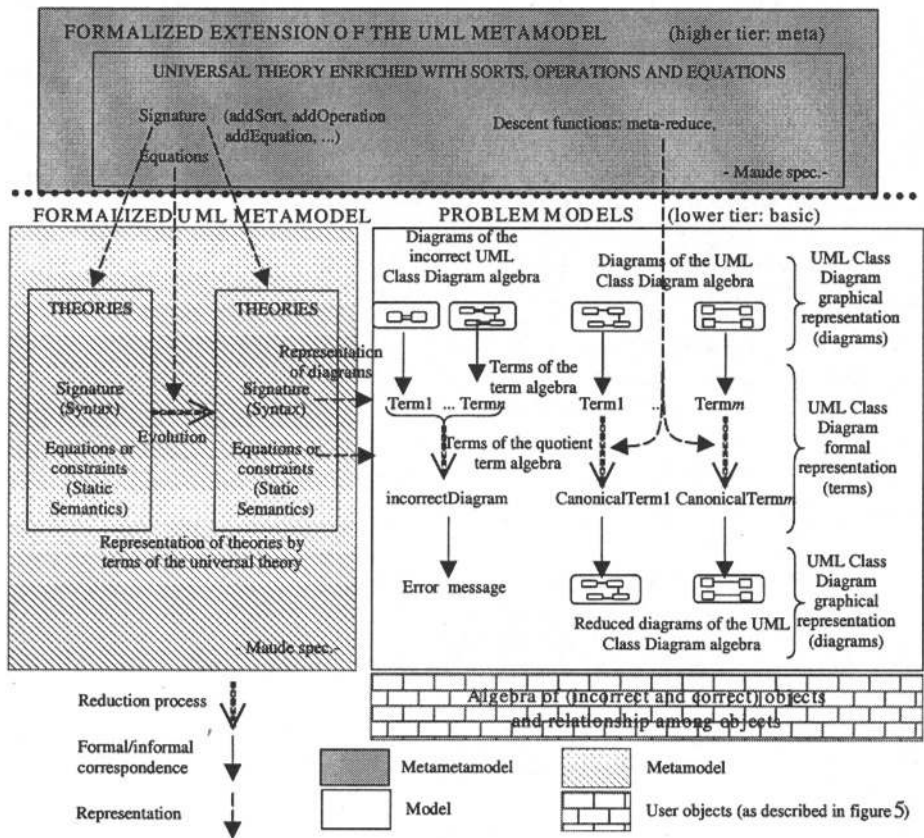 FORMALIZED EXTENSION OF THE UML METAMODEL (higher tier: meta)
UNIVERSAL THEORY ENRICHED WITH SORTS, OPERATIONS AND EQUATIONS
Signature (addSort, addOperation
addEquation, ...)
Equations
Descent functions: meta-reduce,
- Maude spec.-
FORMALIZED UML METAMODEL
PROBLEM MODELS (lower tier: basic)
THEORIES
Signature
(Syntax)
Equations or
constraints
(Static
Semantics)
Evolution
THEORIES
Signature
(Syntax)
Equations or
constraints
(Static
Semantics)
Representation of theories by
terms of the universal theory
- Maude spec.-
Representation
of diagrams
Diagrams of the
incorrect UML
Class Diagram algebra
Diagrams of the UML
Class Diagram algebra
UML Class
Diagram
graphical
representation
(diagrams)
Terms of the
term algebra
Term1 ... Termn
Term1 ..
Termm
Terms of the quotient
term algebra
UML Class
Diagram
formal
representation
(terms)
incorrectDiagram
CanonicalTerm1 CanonicalTermm
Error message
UML Class
Diagram
graphical
representation
(diagrams)
Reduced diagrams of the UML
Class Diagram algebra
Algebra of (incorrect and correct) objects
and relationship among objects
Reduction process
Formal/informal
correspondence
Representation
Metametamodel
Metamodel
Model
User objects (as described in figure 5)